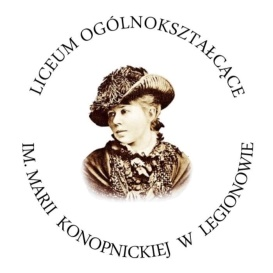 LICEUM OGÓLNOKSZTAŁCĄCE
IM. MARII KONOPNICKIEJ W LEGIONOWIE